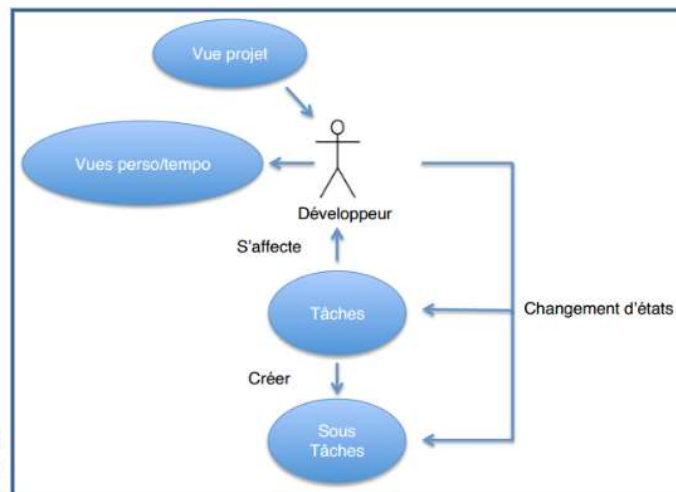 Vue projet
Vues perso/tempo
Développeur
S'affecte
Tâches
Changement d'états
Créer
Sous
Tâches